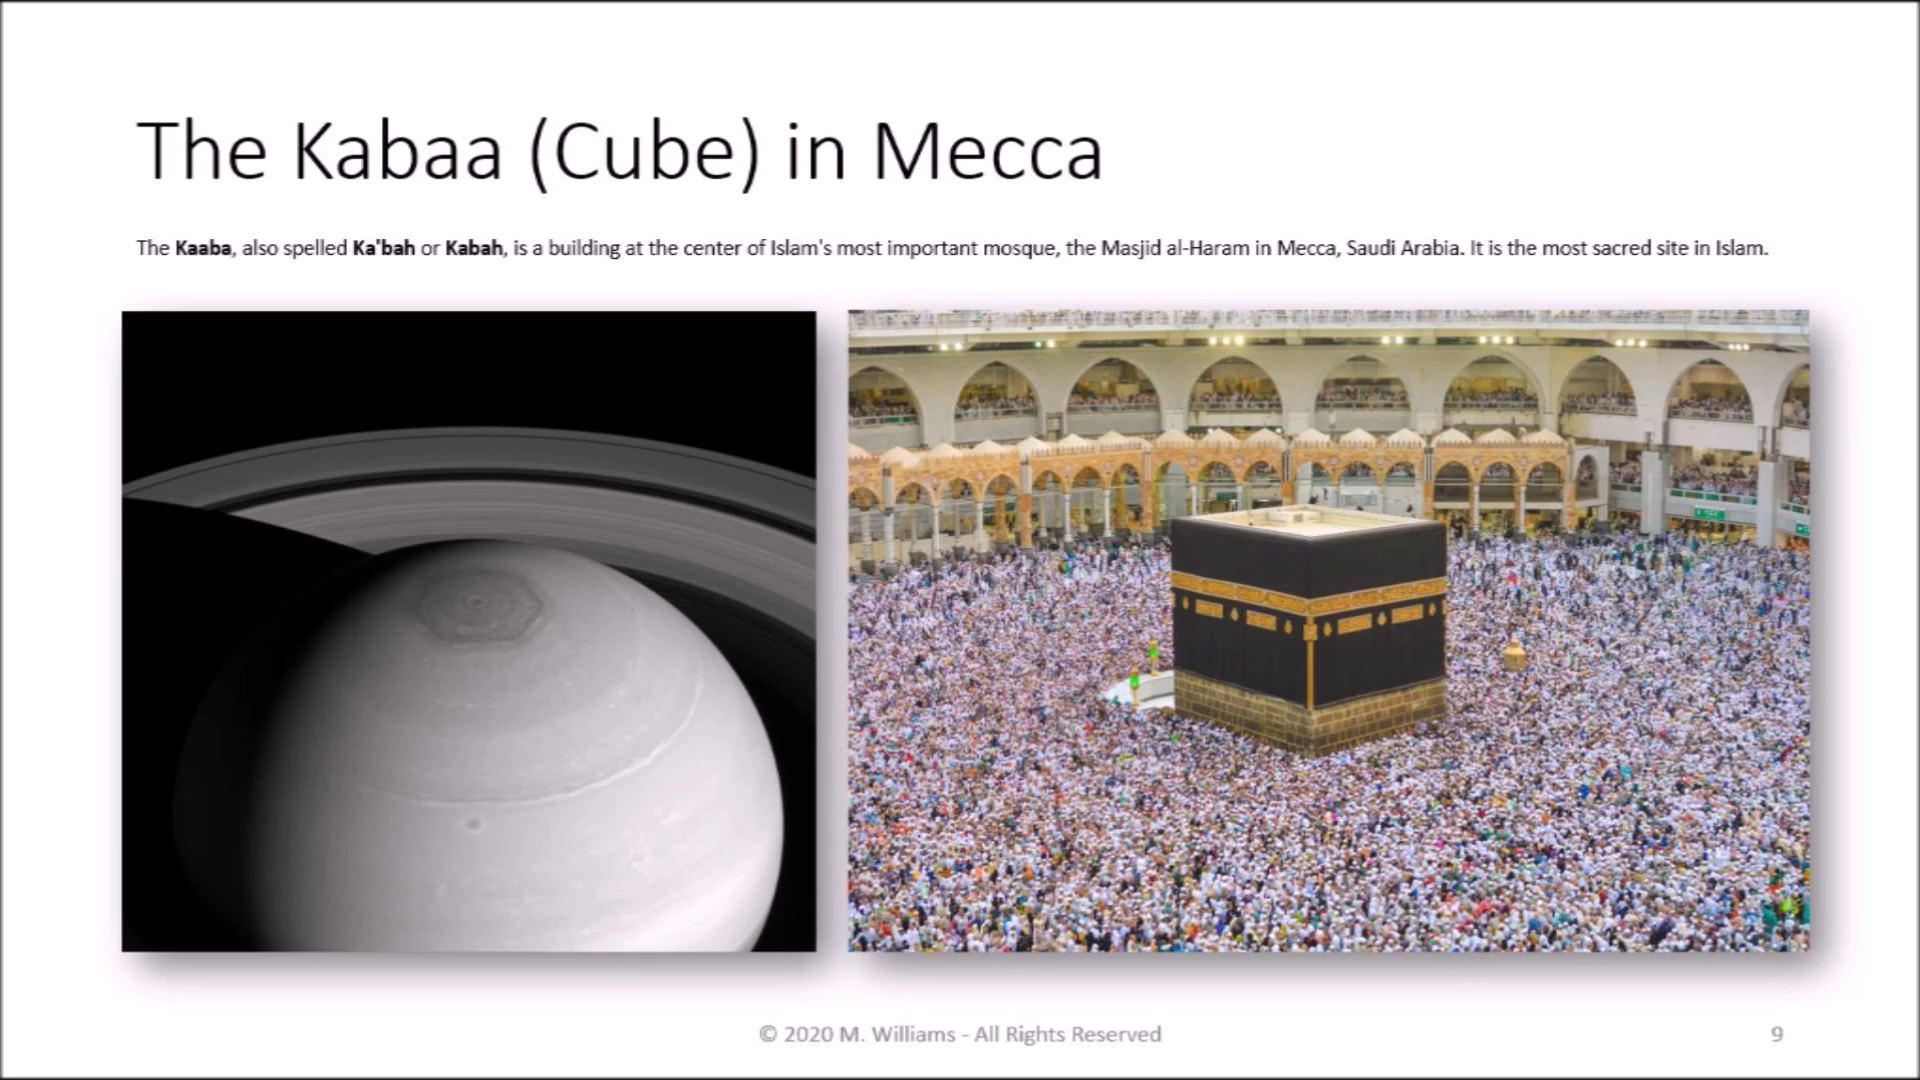 The Kabaa (Cube) in Mecca
The Kaaba, also spelled Ka'bah or Kabah, is a building at the center of Islam's most important mosque, the Masjid al-Haram in Mecca, Saudi Arabia. It is the most sacred site in Islam.
© 2020 M. Williams - All Rights Reserved
9